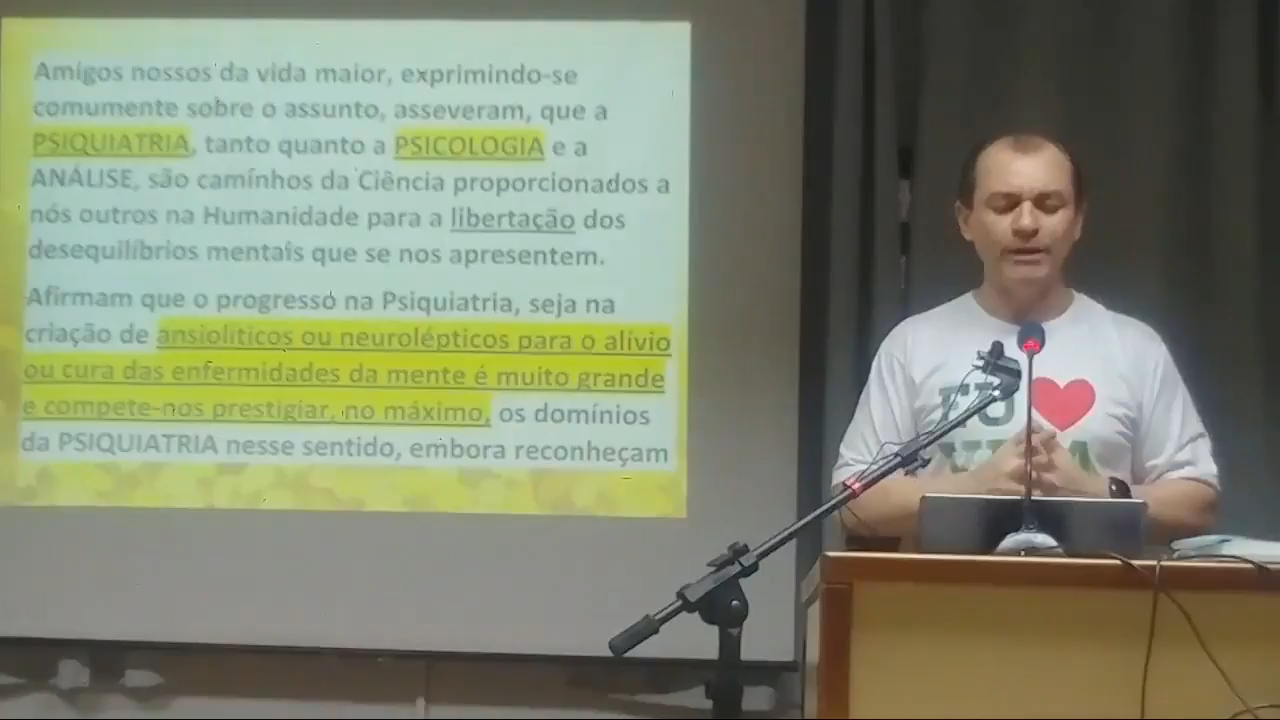 Amigos nossos da vida maior, exprimindo-se
comumente sobre o assunto, asseveram, que a
PSIQUIATRIA, tanto quanto a PSICOLOGIA e a
ANÁLISE, são caminhos da Ciência proporcionados a
nós outros na Humanidade para a libertação dos
desequilíbrios mentais que se nos apresentem.
Afirmam que o progresso na Psiquiatria, seja na
criação de ansiolíticos ou neurolépticos para o alívio
ou cura das enfermidades da mente é muito grande
e compete-nos prestigiar, no máximo, os domínios
da PSIQUIATRIA nesse sentido, embora reconheçam
EU